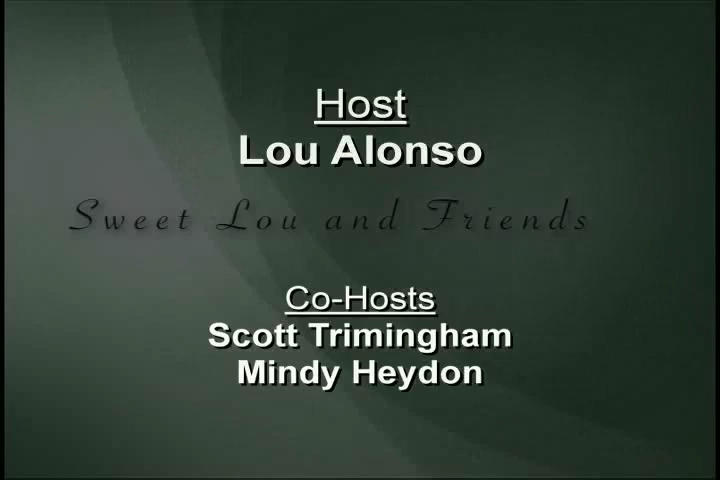 Host
Lou Alonso
Sweet Lou and Friends
Co-Hosts
Scott Trimingham
Mindy Heydon